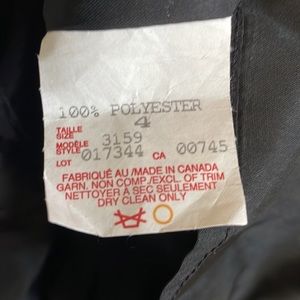 100% POLYESTER
TAILLE
SIZE 4
MODÈLE
STYLE 3159
LOT 017344 CA 00745
FABRIQUÉ AU/MADE IN CANADA
GARN. NON COMP./EXCL. OF TRIM
NETTOYER À SEC SEULEMENT
DRY CLEAN ONLY